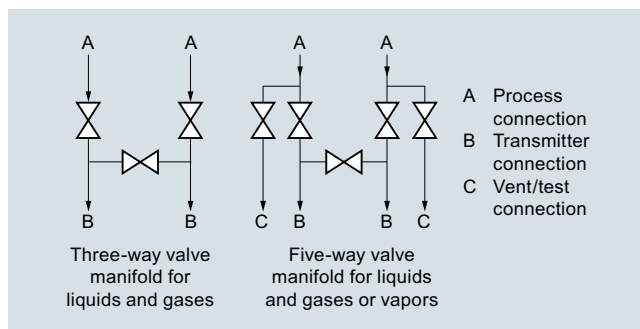 A A A A
A Process
connection
B Transmitter
connection
C Vent/test
connection
B B C B B C
Three-way valve
manifold for
liquids and gases
Five-way valve
manifold for liquids
and gases or vapors